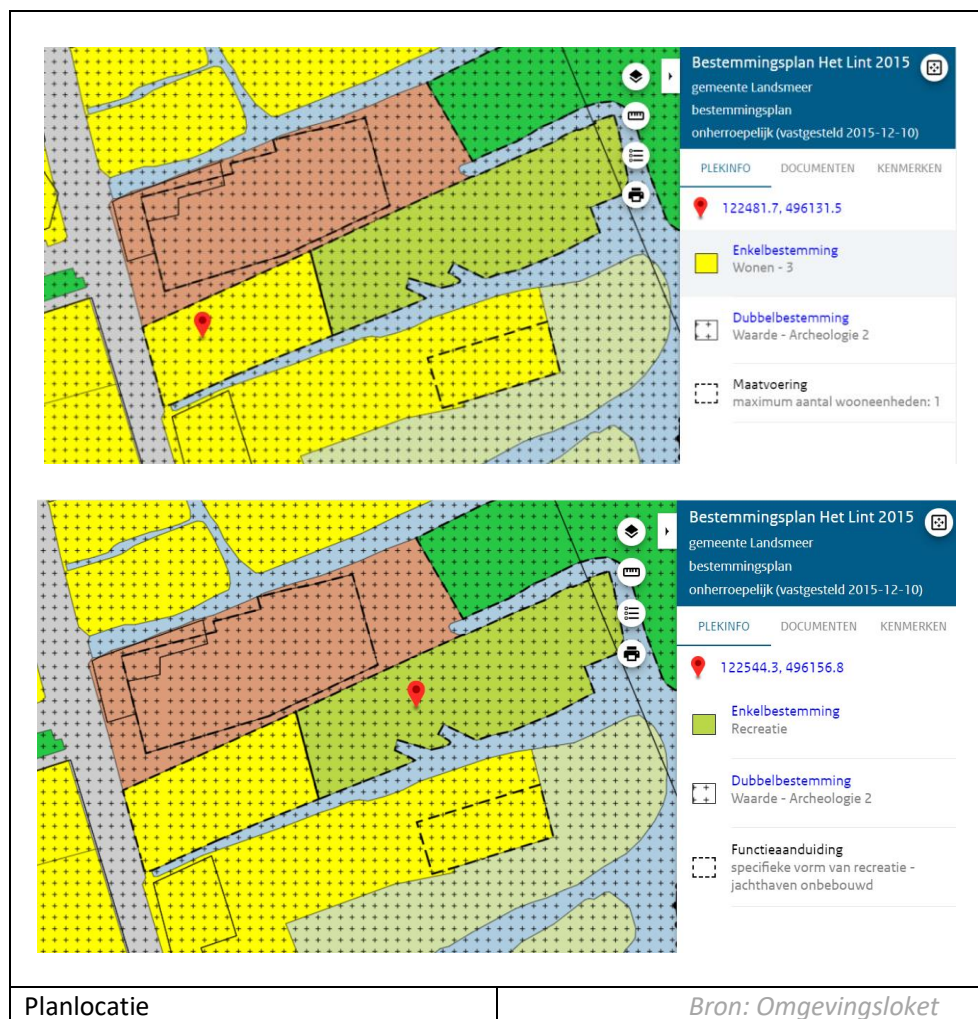 Bestemmingsplan Het Lint 2015
gemeente Landsmeer
bestemmingsplan
onherroepelijk (vastgesteld 2015-12-10)
PLEKINFO DOCUMENTEN KENMERKEN
122481.7, 496131.5
Enkelbestemming
Wonen - 3
Dubbelbestemming
Waarde - Archeologie 2
Maatvoering
maximum aantal wooneenheden: 1
Bestemmingsplan Het Lint 2015
gemeente Landsmeer
bestemmingsplan
onherroepelijk (vastgesteld 2015-12-10)
PLEKINFO DOCUMENTEN KENMERKEN
122544.3, 496156.8
Enkelbestemming
Recreatie
Dubbelbestemming
Waarde - Archeologie 2
Functieaanduiding
specifieke vorm van recreatie -
jachthaven onbebouwd
Planlocatie
Bron: Omgevingsloket